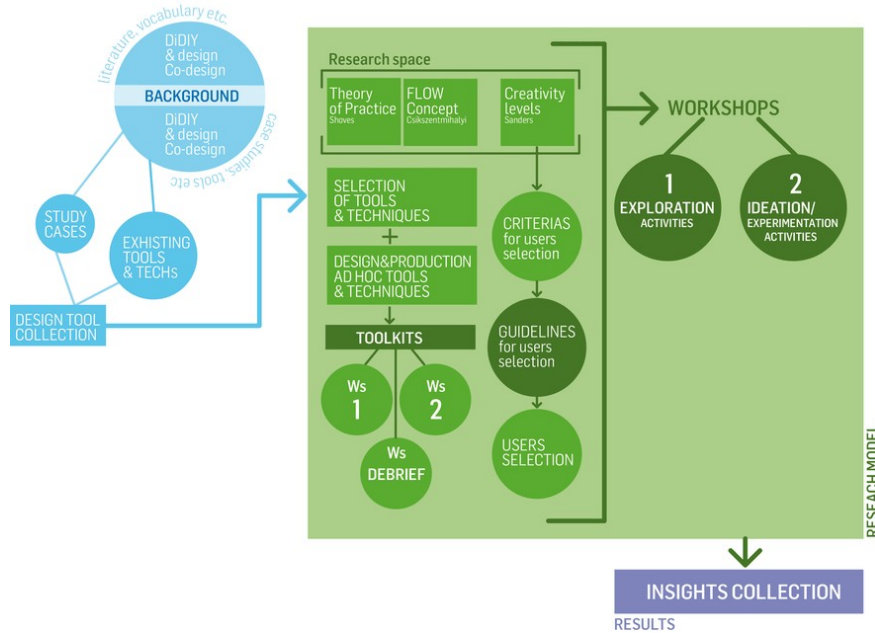 literature, vocabulary etc.
DiDIY
& design
Co-design
BACKGROUND
DiDIY
& design
Co-design
case studies, tools etc
STUDY
CASES
EXHISTING
TOOLS
& TECHs
DESIGN TOOL
COLLECTION
Research space
Theory
of Practice
Shoves
FLOW
Concept
Csikszentmihalyi
Creativity
levels
Sanders
SELECTION
OF TOOLS
& TECHNIQUES
+
DESIGN&PRODUCTION
AD HOC TOOLS
& TECHNIQUES
TOOLKITS
Ws
1
Ws
2
Ws
DEBRIEF
CRITERIAS
for users
selection
GUIDELINES
for users
selection
USERS
SELECTION
WORKSHOPS
1
EXPLORATION
ACTIVITIES
2
IDEATION/
EXPERIMENTATION
ACTIVITIES
RESEACH MODEL
INSIGHTS COLLECTION
RESULTS